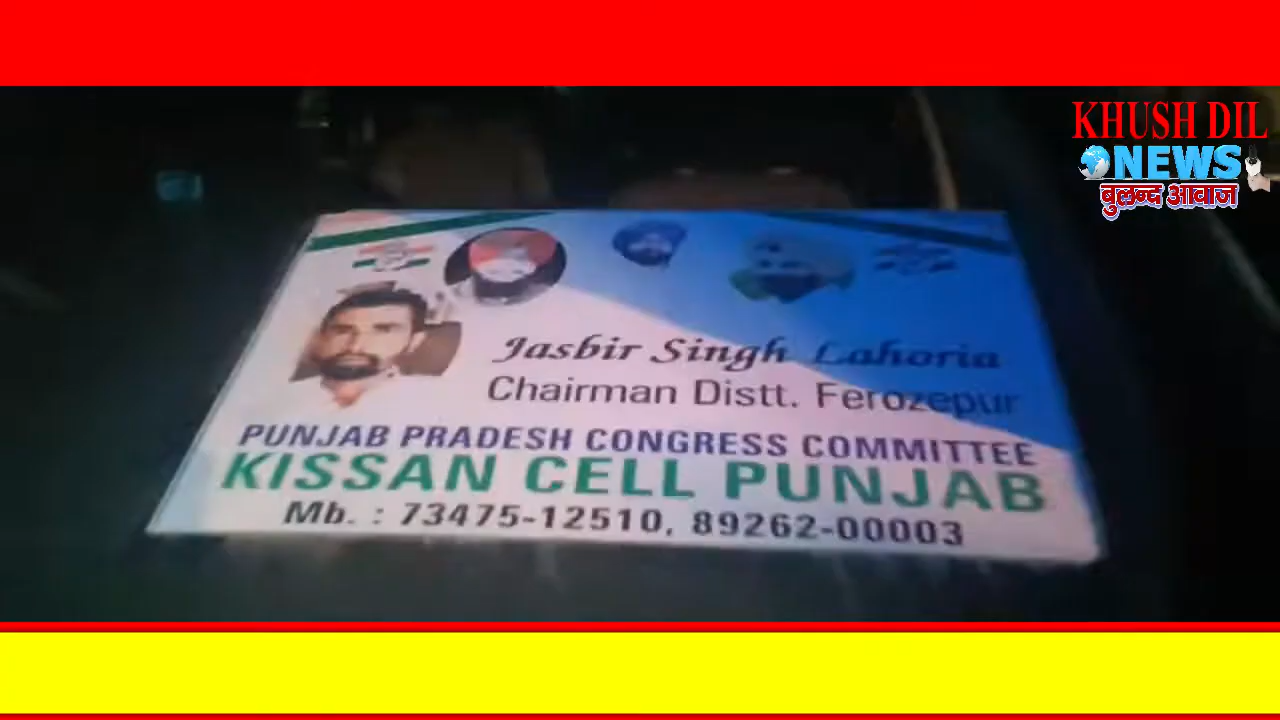 KHUSH DIL
NEWS
बुलन्द आवाज
Jasbir Singh Lahoria
Chairman Distt. Ferozepur
PUNJAB PRADESH CONGRESS COMMITTEE
KISSAN CELL PUNJAB
Mb. : 73475-12510, 89262-00003